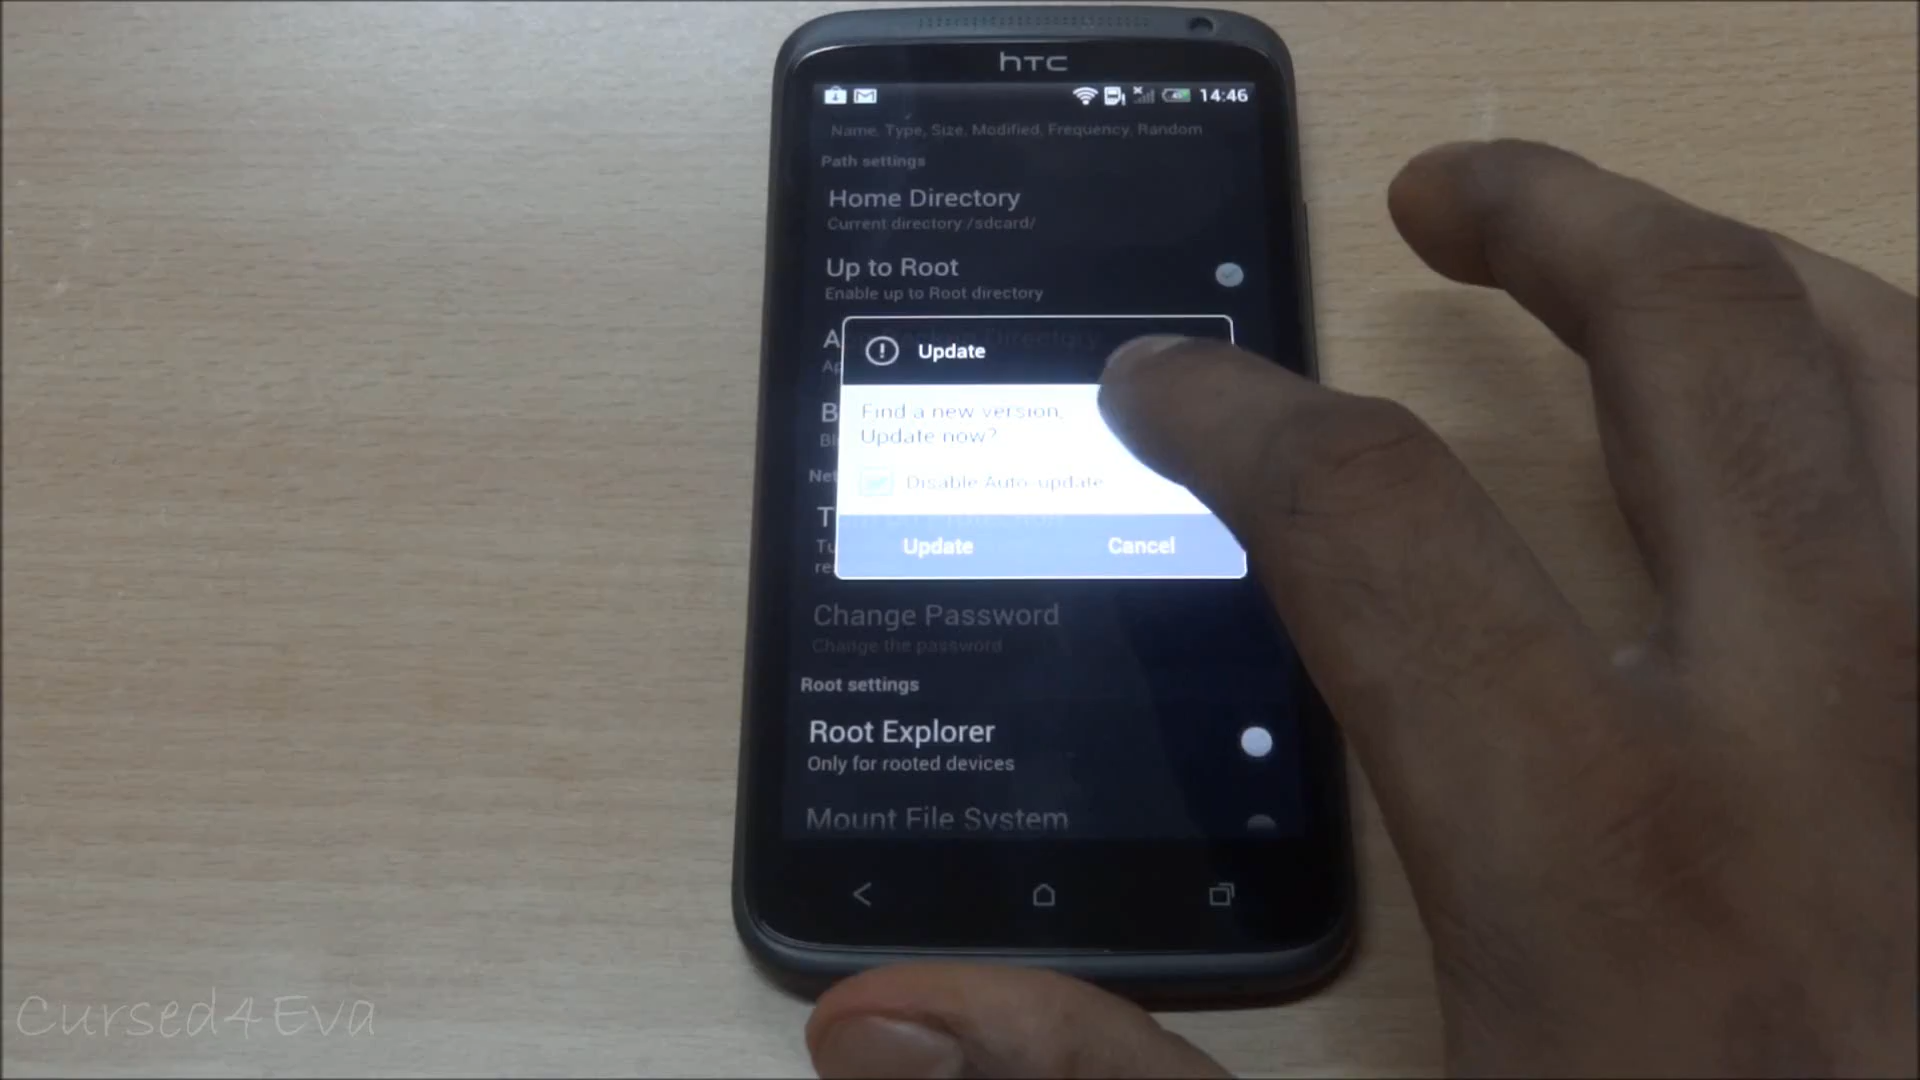 hTC
14:46
Name, Type, Size, Modified, Frequency, Random
Path settings
Home Directory
Current directory /sdcard/
Up to Root
Enable up to Root directory
Directory
Update
Find a new version,
Update now?
Disable Auto-update
Update Cancel
Change Password
Change the password
Root settings
Root Explorer
Only for rooted devices
Mount File System
Cursed4Eva